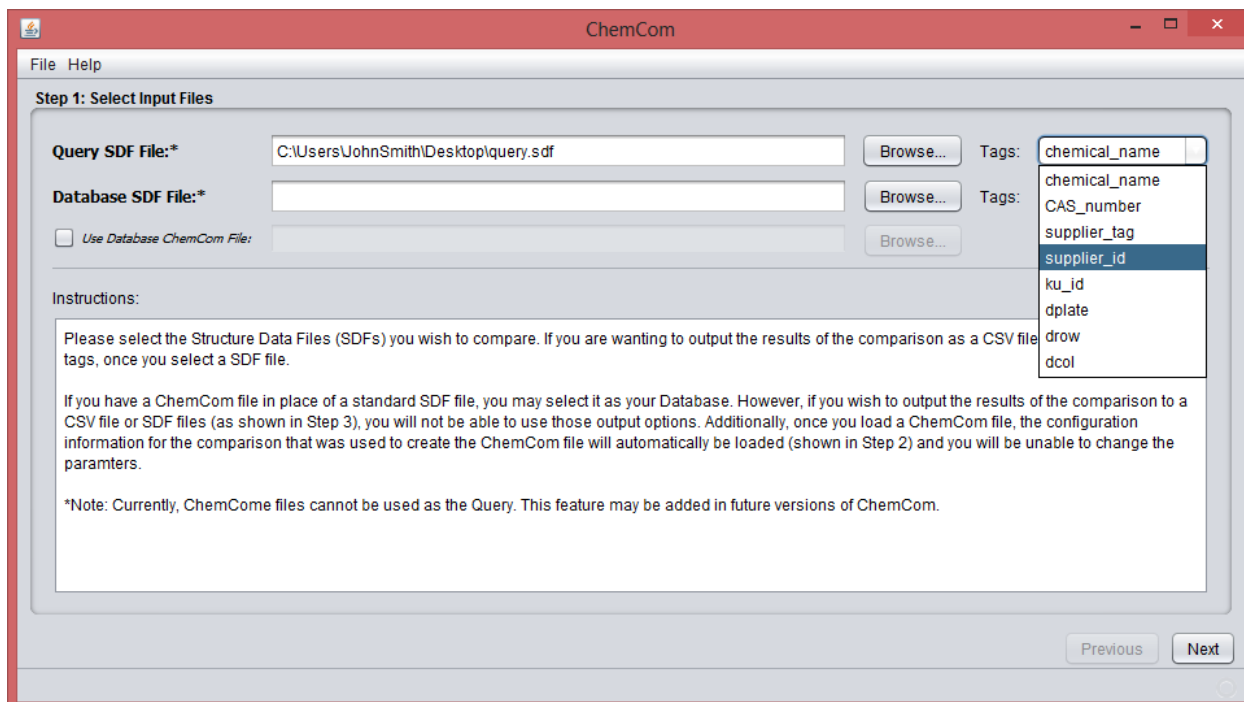 ChemCom
File Help
Step 1: Select Input Files
Query SDF File:* C:\Users\JohnSmith\Desktop\query.sdf Browse... Tags: chemical_name
Database SDF File:* Browse... Tags:
Use Database ChemCom File: Browse...
chemical_name
CAS_number
supplier_tag
supplier_id
ku_id
dplate
drow
dcol
Instructions:
Please select the Structure Data Files (SDFs) you wish to compare. If you are wanting to output the results of the comparison as a CSV file
tags, once you select a SDF file.
If you have a ChemCom file in place of a standard SDF file, you may select it as your Database. However, if you wish to output the results of the comparison to a
CSV file or SDF files (as shown in Step 3), you will not be able to use those output options. Additionally, once you load a ChemCom file, the configuration
information for the comparison that was used to create the ChemCom file will automatically be loaded (shown in Step 2) and you will be unable to change the
paramters.
*Note: Currently, ChemCome files cannot be used as the Query. This feature may be added in future versions of ChemCom.
Previous Next